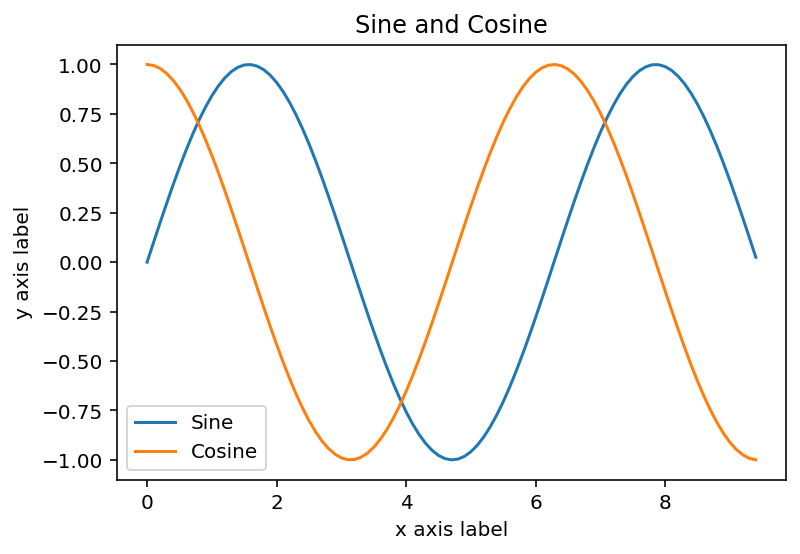 Sine and Cosine
1.00
0.75
0.50
0.25
0.00
−0.25
−0.50
−0.75
−1.00
y axis label
Sine
Cosine
0 2 4 6 8
x axis label